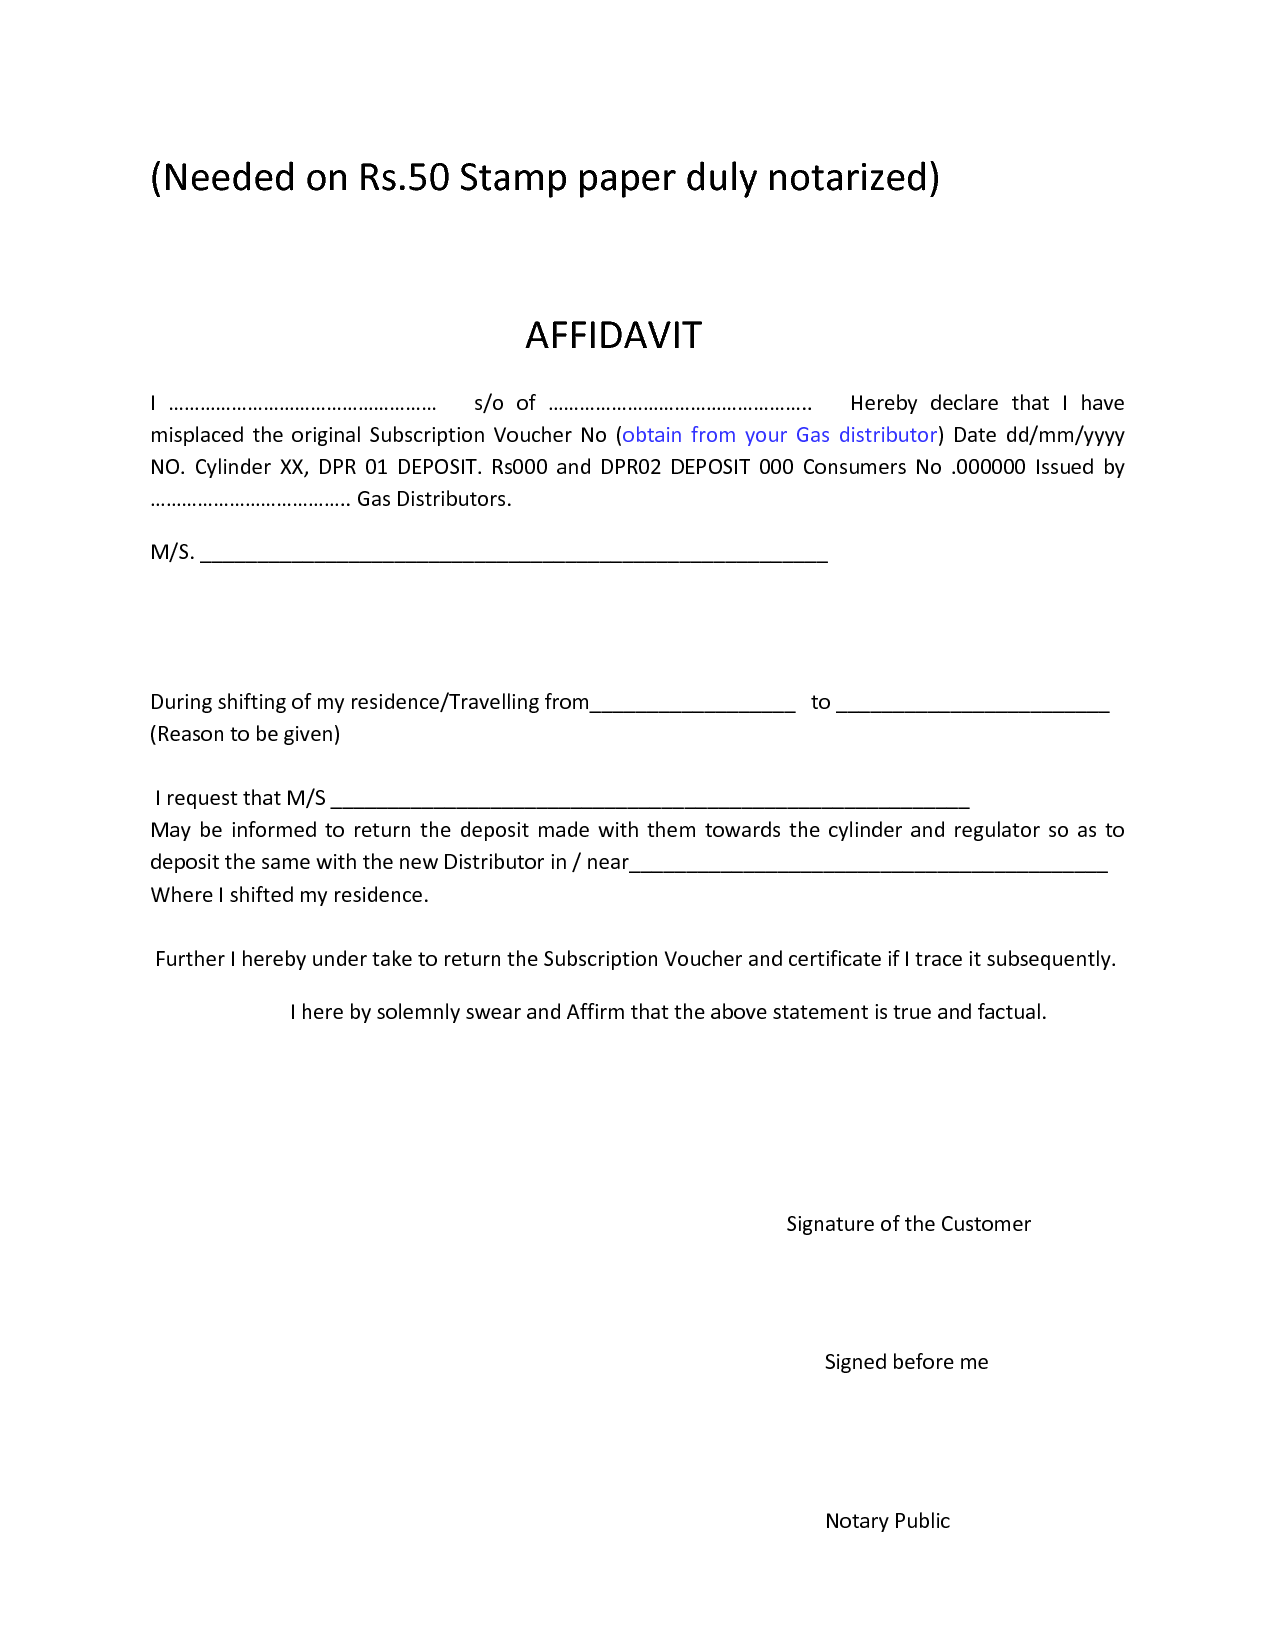 (Needed on Rs.50 Stamp paper duly notarized)
AFFIDAVIT
I …………………………………………… s/o of ………………………………………….. Hereby declare that I have
misplaced the original Subscription Voucher No (obtain from your Gas distributor) Date dd/mm/yyyy
NO. Cylinder XX, DPR 01 DEPOSIT. Rs000 and DPR02 DEPOSIT 000 Consumers No .000000 Issued by
……………………………….. Gas Distributors.
M/S. _______________________________________________________
During shifting of my residence/Travelling from__________________ to ________________________
(Reason to be given)
I request that M/S ________________________________________________________
May be informed to return the deposit made with them towards the cylinder and regulator so as to
deposit the same with the new Distributor in / near__________________________________________
Where I shifted my residence.
Further I hereby under take to return the Subscription Voucher and certificate if I trace it subsequently.
I here by solemnly swear and Affirm that the above statement is true and factual.
Signature of the Customer
Signed before me
Notary Public